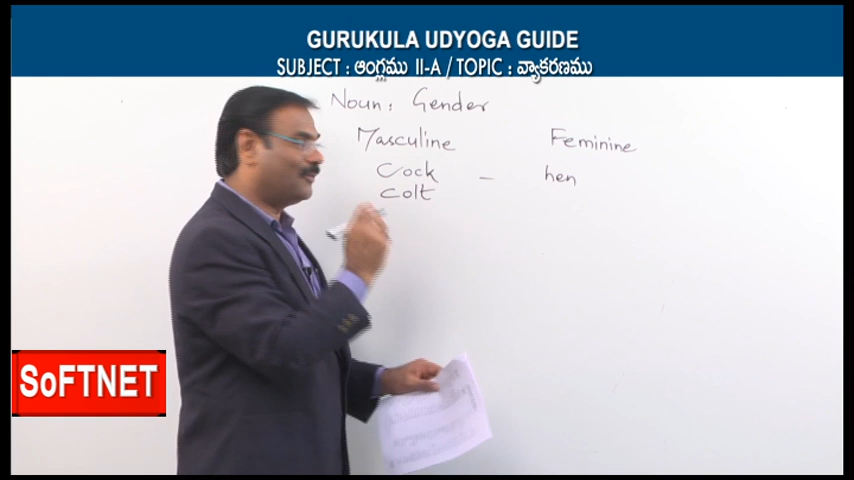 GURUKULA UDYOGA GUIDE
SUBJECT : ఆంగ్లము II-A / TOPIC : వ్యాకరణము
Noun: Gender
Masculine Feminine
Cock - hen
Colt
SoFTNET